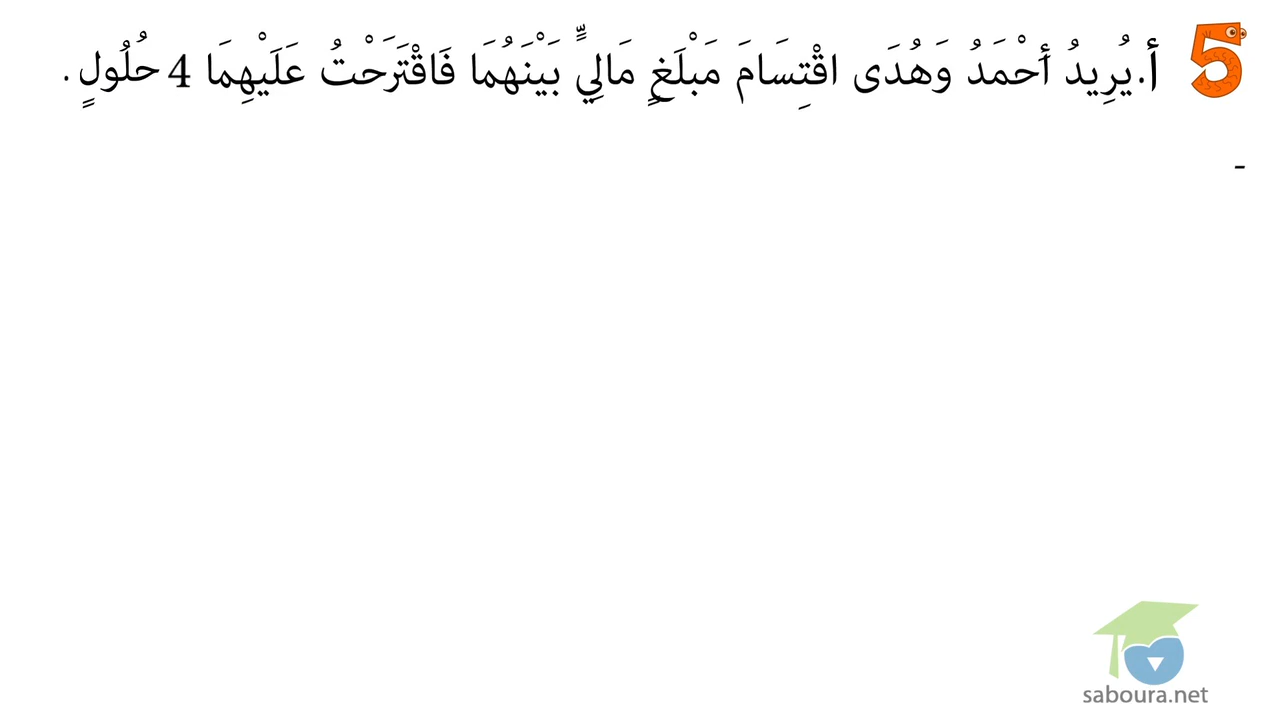 5
أ. يُرِيدُ أَحْمَدُ وَهُدَى اقْتِسَامَ مَبْلَغٍ مَالِيٍّ بَيْنَهُمَا فَاقْتَرَحْتُ عَلَيْهِمَا 4 حُلُولٍ .
-
saboura.net